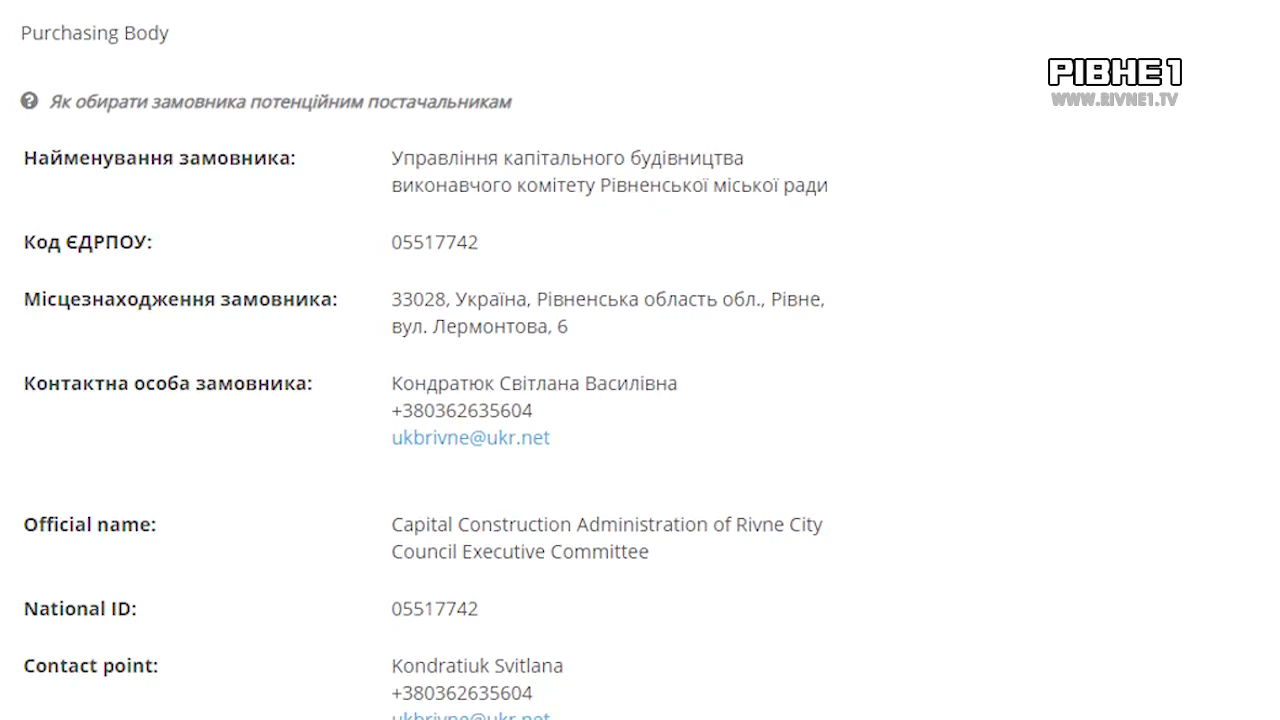 Purchasing Body
РІВНЕ 1
WWW.RIVNE1.TV
Як обирати замовника потенційним постачальникам
Найменування замовника:
Управління капітального будівництва
виконавчого комітету Рівненської міської ради
Код ЄДРПОУ:
05517742
Місцезнаходження замовника:
33028, Україна, Рівненська область обл., Рівне,
вул. Лермонтова, 6
Контактна особа замовника:
Кондратюк Світлана Василівна
+380362635604
ukbrivne@ukr.net
Official name:
Capital Construction Administration of Rivne City
Council Executive Committee
National ID:
05517742
Contact point:
Kondratiuk Svitlana
+380362635604
ukbrivne@ukr.net